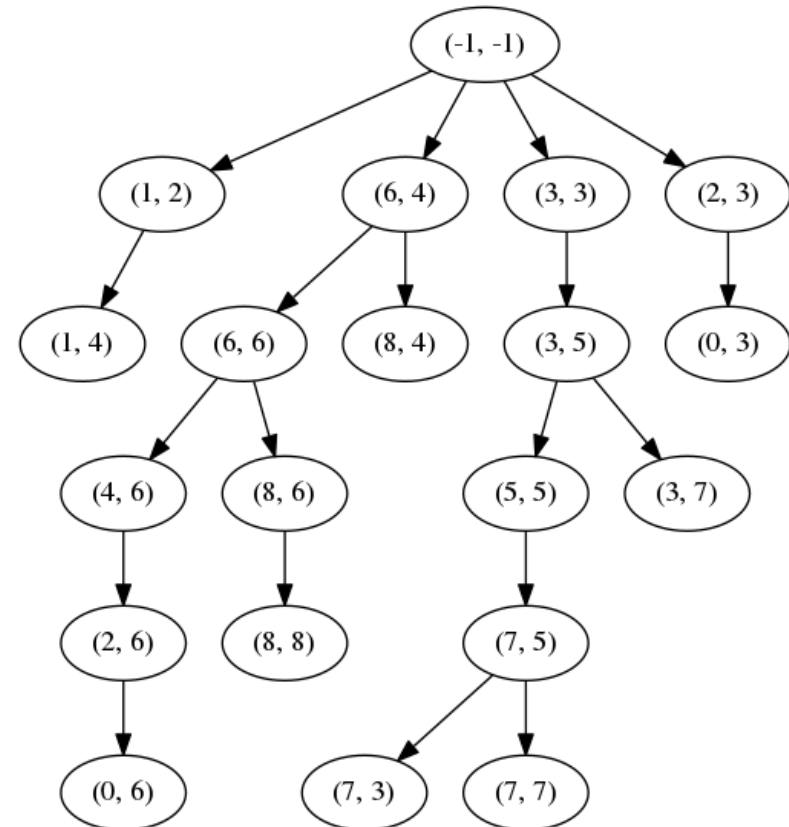 (-1, -1)
(1, 2) (6, 4) (3, 3) (2, 3)
(1, 4) (6, 6) (8, 4) (3, 5) (0, 3)
(4, 6) (8, 6) (5, 5) (3, 7)
(2, 6) (8, 8) (7, 5)
(0, 6) (7, 3) (7, 7)